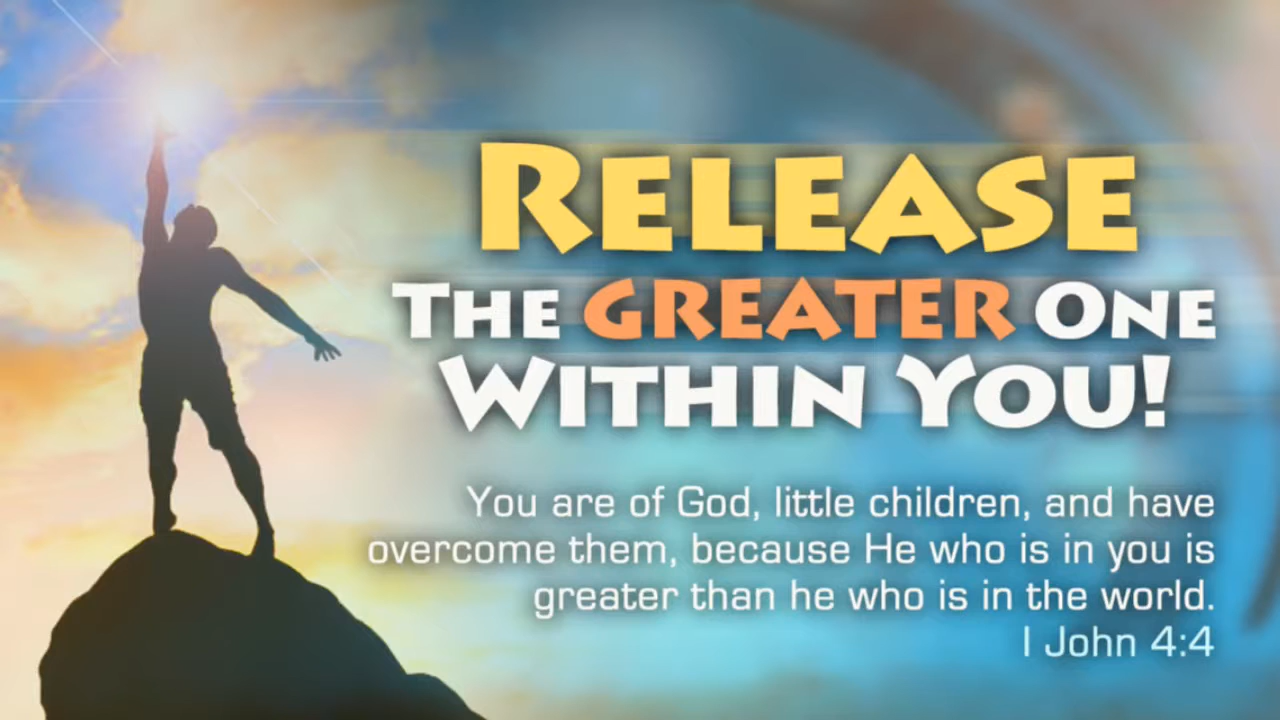 RELEASE
THE GREATER ONE
WITHIN YOU!
You are of God, little children, and have
overcome them, because He who is in you is
greater than he who is in the world.
I John 4:4